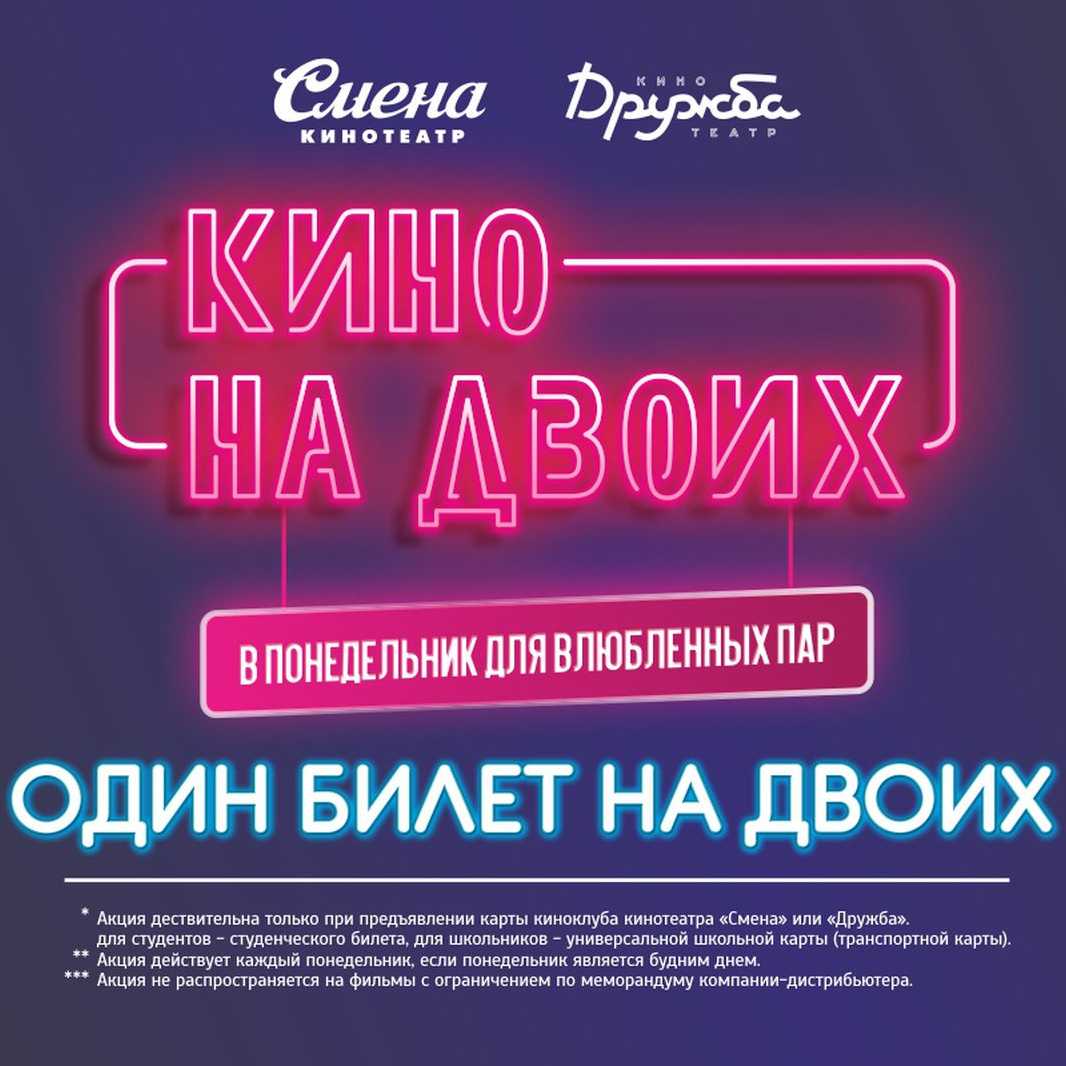 Смена
КИНОТЕАТР
КИНО
Дружба
ТЕАТР
КИНО
НА ДВОИХ
В ПОНЕДЕЛЬНИК ДЛЯ ВЛЮБЛЕННЫХ ПАР
ОДИН БИЛЕТ НА ДВОИХ
* Акция дествительна только при предъявлении карты киноклуба кинотеатра «Смена» или «Дружба».
для студентов - студенческого билета, для школьников - универсальной школьной карты (транспортной карты).
** Акция действует каждый понедельник, если понедельник является будним днем.
*** Акция не распространяется на фильмы с ограничением по меморандуму компании-дистрибьютера.